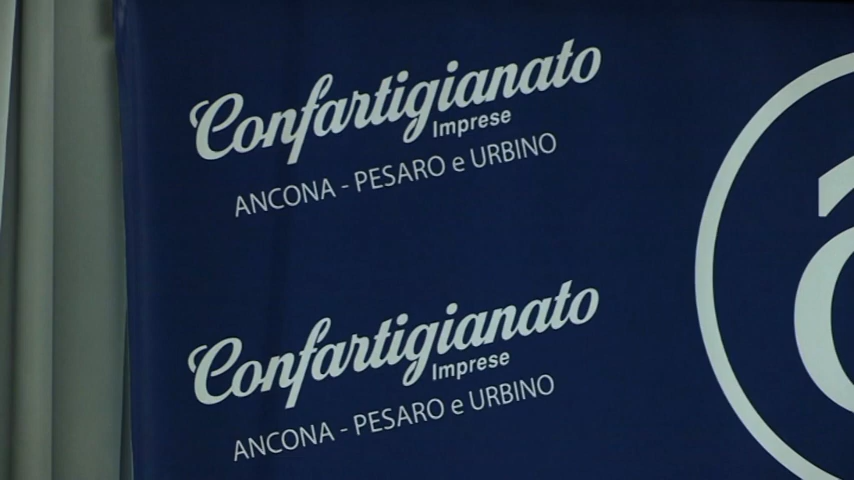 Confartigianato
Imprese
ANCONA - PESARO e URBINO
Confartigianato
Imprese
ANCONA - PESARO e URBINO